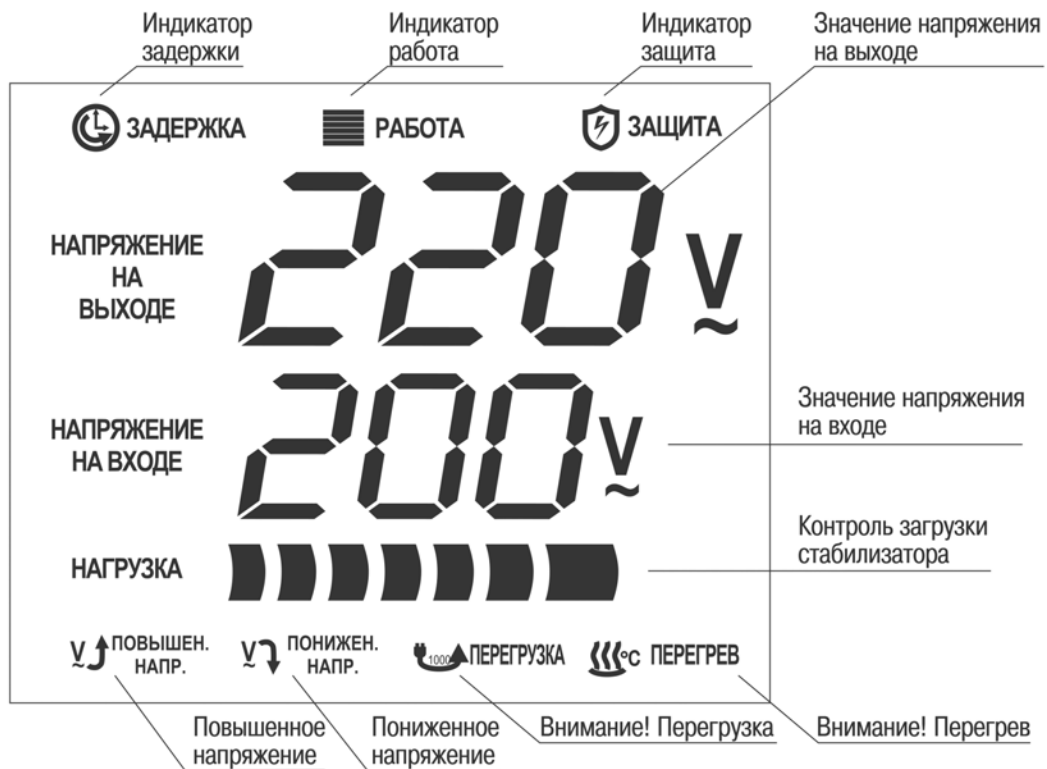 Индикатор
задержки
Индикатор
работа
Индикатор
защита
Значение напряжения
на выходе
ЗАДЕРЖКА
РАБОТА
ЗАЩИТА
НАПРЯЖЕНИЕ
НА
ВЫХОДЕ
220 V
~
НАПРЯЖЕНИЕ
НА ВХОДЕ
200 V
~
Значение напряжения
на входе
НАГРУЗКА
Контроль загрузки
стабилизатора
V
~
ПОВЫШЕН.
НАПР.
V
~
ПОНИЖЕН.
НАПР.
1000
ПЕРЕГРУЗКА
°C ПЕРЕГРЕВ
Повышенное
напряжение
Пониженное
напряжение
Внимание! Перегрузка
Внимание! Перегрев